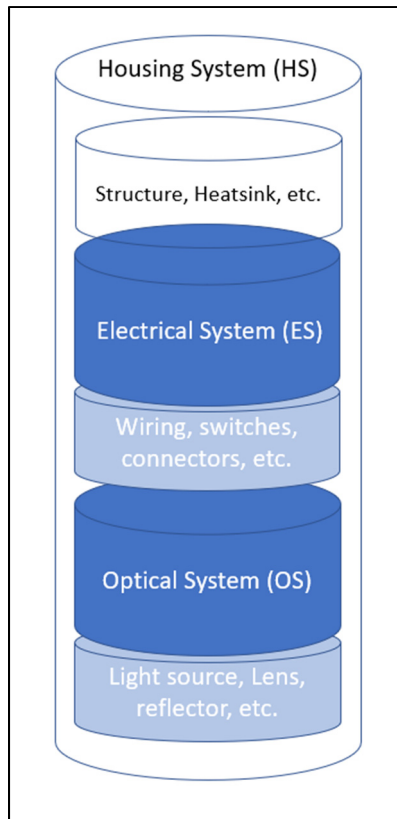 Housing System (HS)
Structure, Heatsink, etc.
Electrical System (ES)
Wiring, switches,
connectors, etc.
Optical System (OS)
Light source, Lens,
reflector, etc.